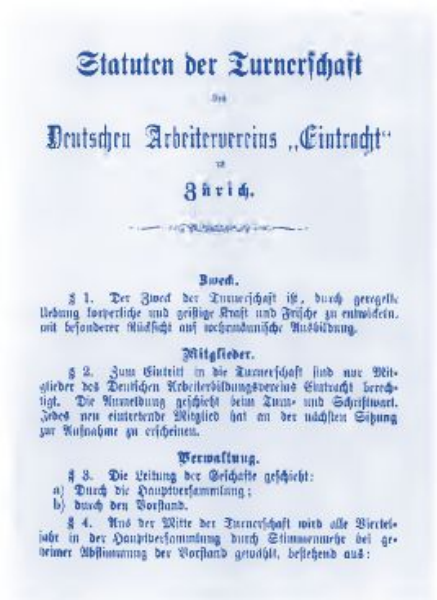 Statuten der Turnerschaft
des
Deutschen Arbeitervereins „Eintracht“
in
Zürich.
Zweck.
§ 1. Der Zweck der Turnerschaft ist, durch geregelte
Uebung körperliche und geistige Kraft und Frische zu entwickeln,
mit besonderer Rücksicht auf wehrmännische Ausbildung.
Mitglieder.
§ 2. Zum Eintritt in die Turnerschaft sind nur Mit-
glieder des Deutschen Arbeiterbildungsvereins Eintracht berech-
tigt. Die Anmeldung geschieht beim Turn- und Schriftwart.
Jedes neu eintretende Mitglied hat an der nächsten Sitzung
zur Aufnahme zu erscheinen.
Verwaltung.
§ 3. Die Leitung der Geschäfte geschieht:
a) Durch die Hauptversammlung;
b) durch den Vorstand.
§ 4. Aus der Mitte der Turnerschaft wird alle Viertel-
jahr in der Hauptversammlung durch Stimmenmehr bei ge-
heimer Abstimmung der Vorstand gewählt, bestehend aus: